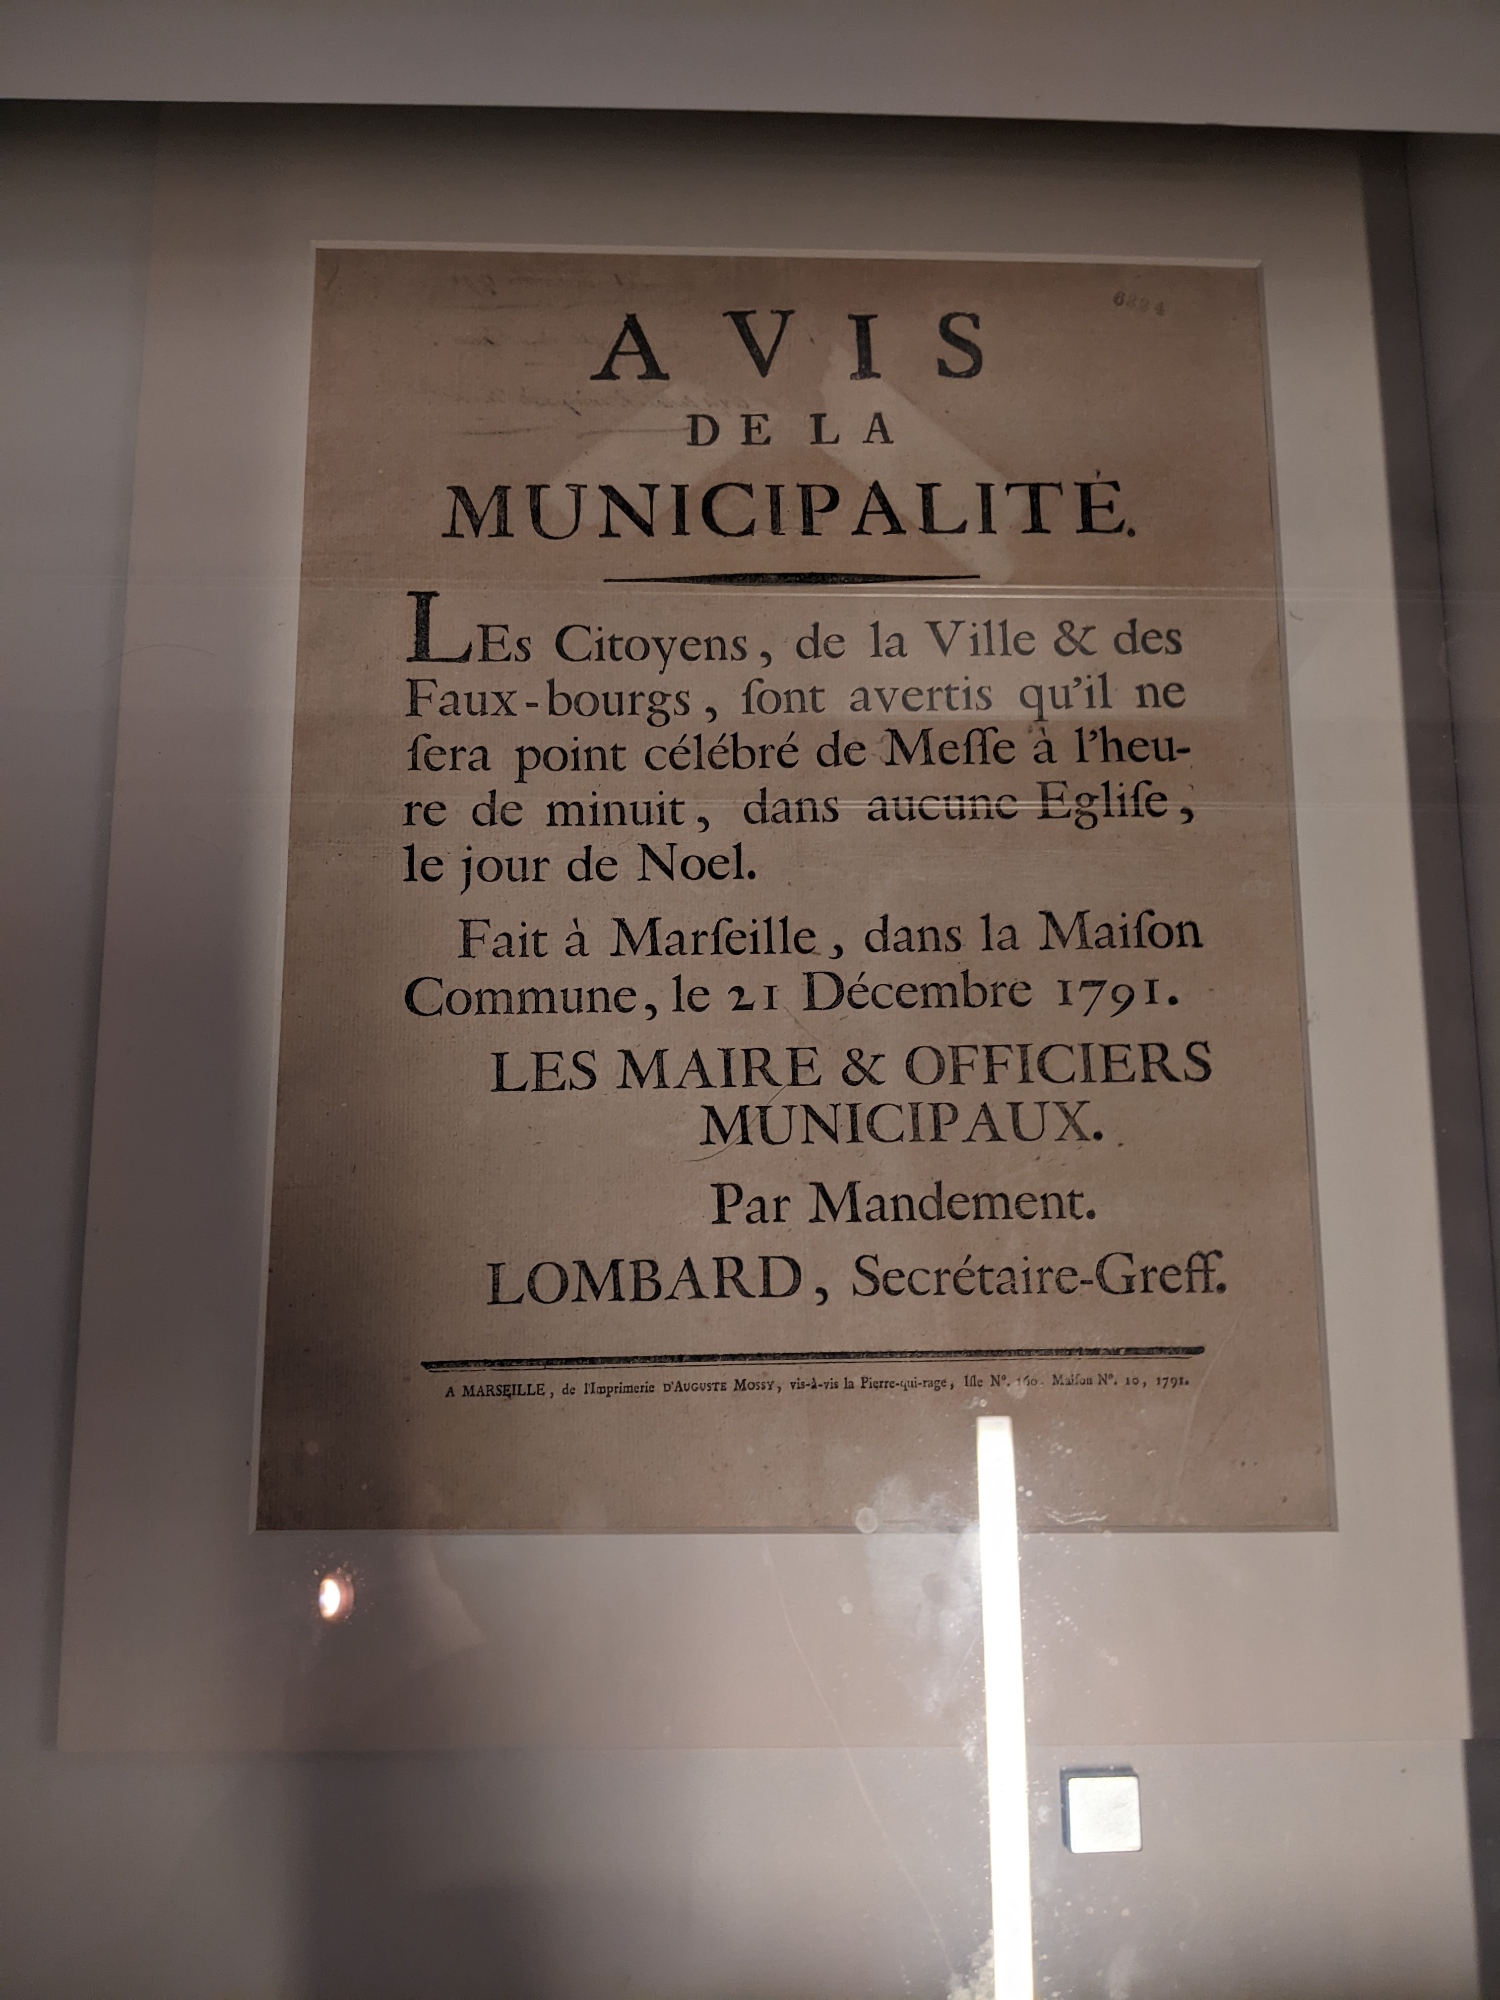 AVIS
DE LA
MUNICIPALITÉ.
LEs Citoyens, de la Ville & des
Faux-bourgs, ſont avertis qu'il ne
ſera point célébré de Meſſe à l'heu-
re de minuit, dans aucune Egliſe,
le jour de Noel.
Fait à Marſeille, dans la Maiſon
Commune, le 21 Décembre 1791.
LES MAIRE & OFFICIERS
MUNICIPAUX.
Par Mandement.
LOMBARD, Secrétaire-Greff.
A MARSEILLE, de l'Imprimerie D'AUGUSTE MOSSY, vis-à-vis la Pierre-qui-rage, Iſle Nº. 160. Maiſon Nº. 10, 1791.